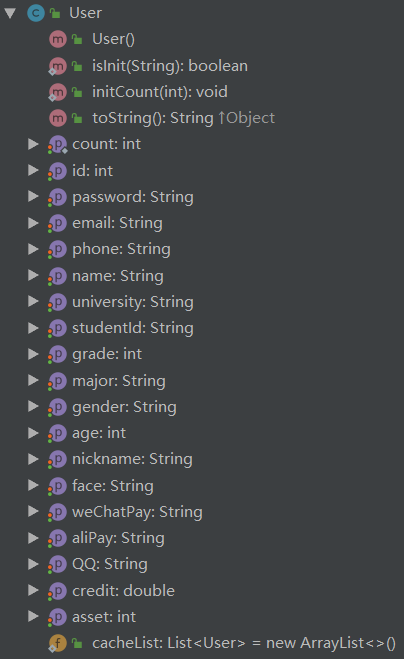 User
User()
isInit(String): boolean
initCount(int): void
toString(): String ↑Object
count: int
id: int
password: String
email: String
phone: String
name: String
university: String
studentId: String
grade: int
major: String
gender: String
age: int
nickname: String
face: String
weChatPay: String
aliPay: String
QQ: String
credit: double
asset: int
cacheList: List<User> = new ArrayList<>()